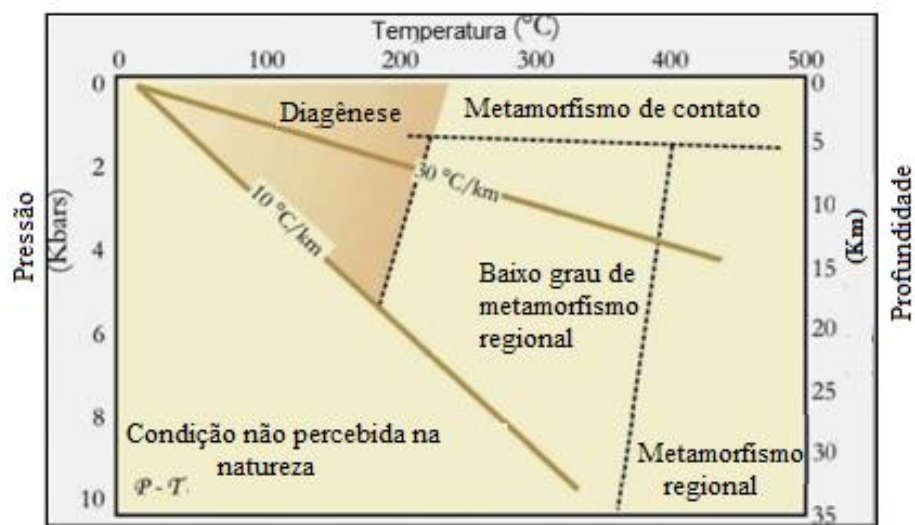 Temperatura (°C)
0 100 200 300 400 500
Pressão
(Kbars)
0
2
4
6
8
10
Diagênese
Metamorfismo de contato
30 °C/km
10 °C/km
Baixo grau de
metamorfismo
regional
Condição não percebida na
natureza
P - T.
Metamorfismo
regional
0
5
10
15
20
25
30
35
(Km)
Profundidade